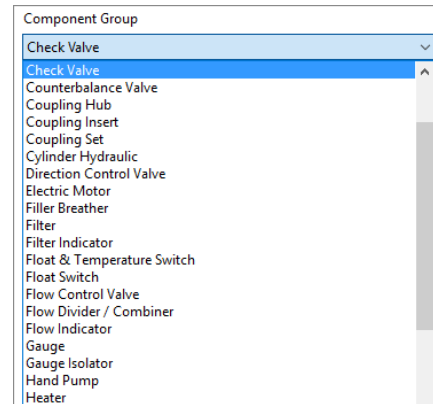 Component Group
Check Valve
Check Valve
Counterbalance Valve
Coupling Hub
Coupling Insert
Coupling Set
Cylinder Hydraulic
Direction Control Valve
Electric Motor
Filler Breather
Filter
Filter Indicator
Float & Temperature Switch
Float Switch
Flow Control Valve
Flow Divider / Combiner
Flow Indicator
Gauge
Gauge Isolator
Hand Pump
Heater